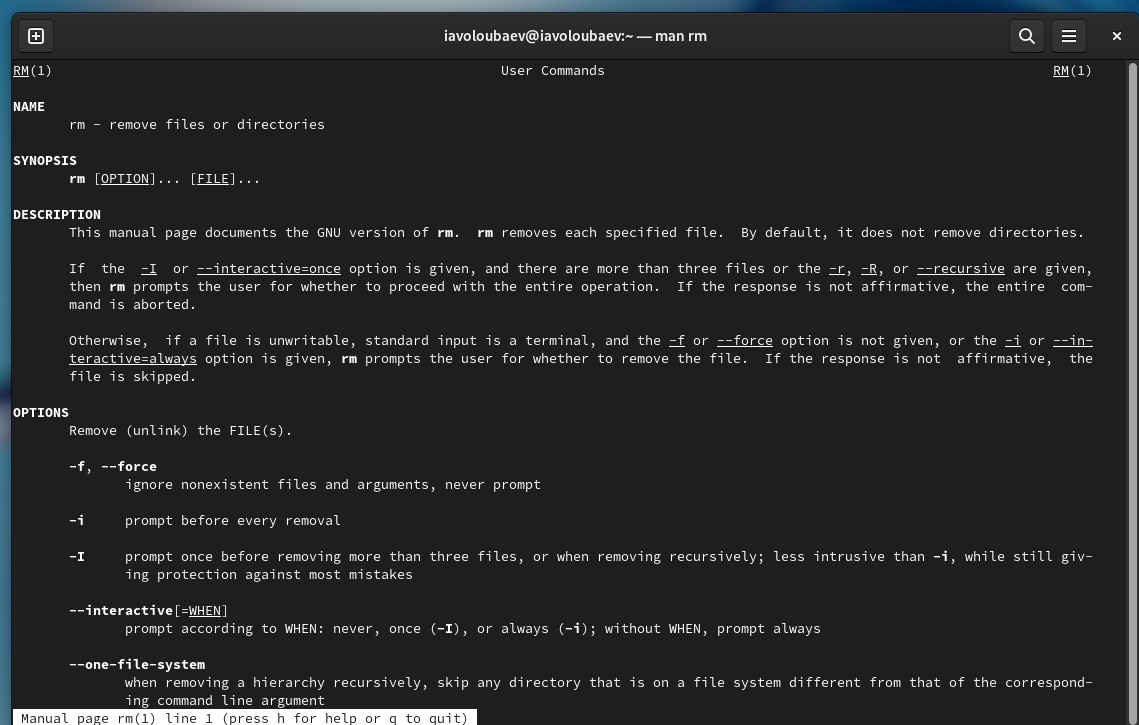 iavoloubaev@iavoloubaev:~ — man rm
RM(1) User Commands RM(1)
NAME
rm - remove files or directories
SYNOPSIS
rm [OPTION]... [FILE]...
DESCRIPTION
This manual page documents the GNU version of rm.  rm removes each specified file.  By default, it does not remove directories.
If  the  -I  or --interactive=once option is given, and there are more than three files or the -r, -R, or --recursive are given,
then rm prompts the user for whether to proceed with the entire operation.  If the response is not affirmative, the entire  com-
mand is aborted.
Otherwise,  if a file is unwritable, standard input is a terminal, and the -f or --force option is not given, or the -i or --in-
teractive=always option is given, rm prompts the user for whether to remove the file.  If the response is not  affirmative,  the
file is skipped.
OPTIONS
Remove (unlink) the FILE(s).
-f, --force
ignore nonexistent files and arguments, never prompt
-i     prompt before every removal
-I     prompt once before removing more than three files, or when removing recursively; less intrusive than -i, while still giv-
ing protection against most mistakes
--interactive[=WHEN]
prompt according to WHEN: never, once (-I), or always (-i); without WHEN, prompt always
--one-file-system
when removing a hierarchy recursively, skip any directory that is on a file system different from that of the correspond-
ing command line argument
Manual page rm(1) line 1 (press h for help or q to quit)